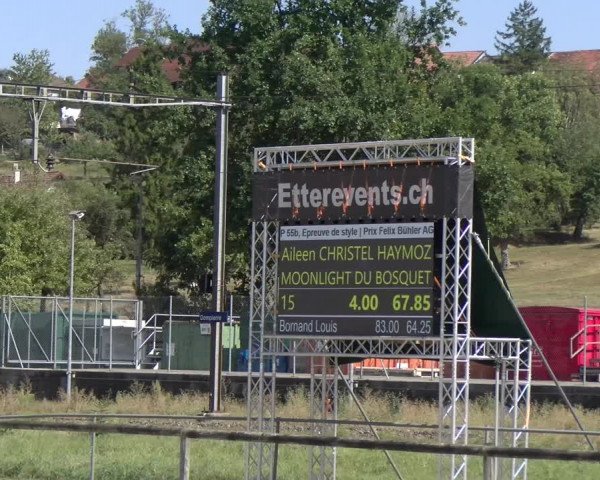 Etterevents.ch
P 55b, Epreuve de style | Prix Felix Bühler AG
Aileen CHRISTEL HAYMOZ
MOONLIGHT DU BOSQUET
15 4.00 67.85
Bornand Louis 83.00 64.25